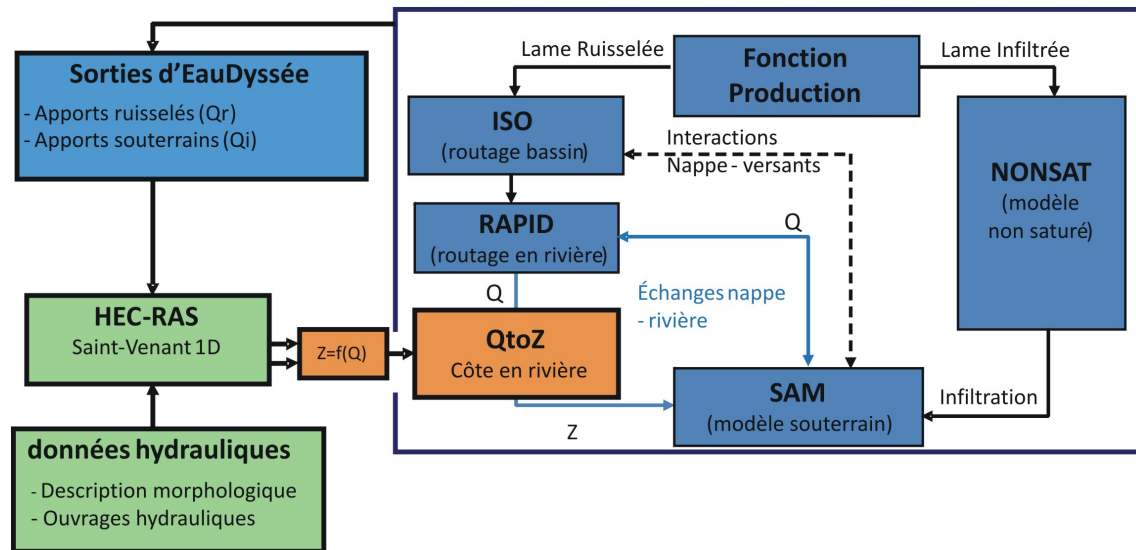 Sorties d'EauDyssée
- Apports ruisselés (Qr)
- Apports souterrains (Qi)
HEC-RAS
Saint-Venant 1D
données hydrauliques
- Description morphologique
- Ouvrages hydrauliques
Z=f(Q)
Lame Ruisselée
Fonction
Production
Lame Infiltrée
ISO
(routage bassin)
Interactions
Nappe - versants
NONSAT
(modèle
non saturé)
RAPID
(routage en rivière)
Q
Q
Échanges nappe
- rivière
QtoZ
Côte en rivière
Z
SAM
(modèle souterrain)
Infiltration